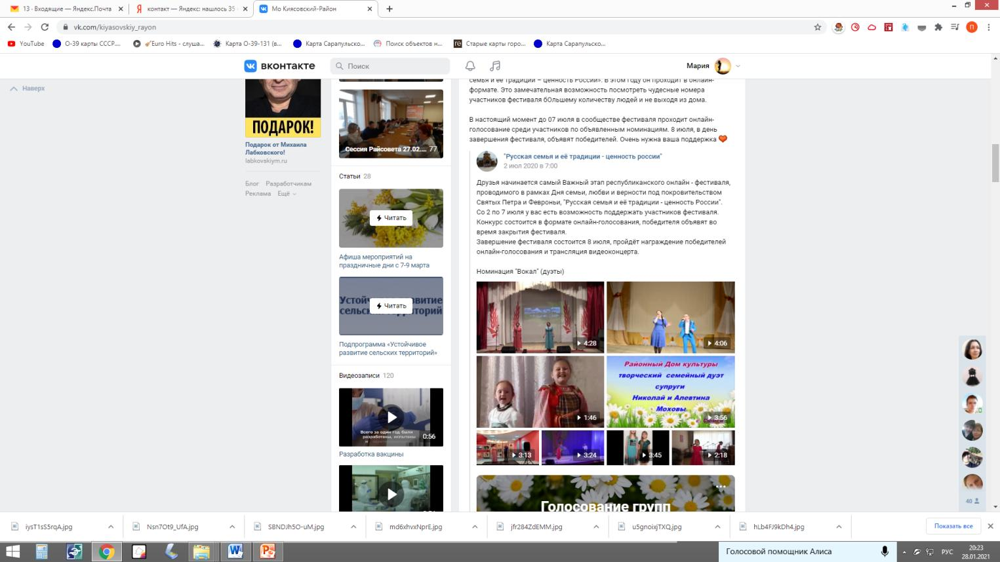 13 · Входящие — Яндекс.Почта
контакт — Яндекс: нашлось 35
Мо Киясовский-Район
vk.com/kiyasovskiy_rayon
YouTube
О-39 карты СССР....
Euro Hits - слуша...
Карта О-39-131 (в...
Карта Сарапульско...
Поиск объектов н...
Старые карты горо...
Карта Сарапульско...
вконтакте
Поиск
Мария
Наверх
ПОДАРОК!
Подарок от Михаила
Лабковского!
labkovskiym.ru
Блог Разработчикам
Реклама Ещё
Сессия Райсовета 27.02.... 77
Статьи 28
Читать
Афиша мероприятий на
праздничные дни с 7-9 марта
Устойчивое развитие
Читать
Подпрограмма «Устойчивое
развитие сельских территорий»
Видеозаписи 120
Всего за один год были
разработаны, испытаны
0:56
Разработка вакцины
семья и её традиции – ценность России». В этом году он проходит в онлайн-
формате. Это замечательная возможность посмотреть чудесные номера
участников фестиваля бОльшему количеству людей и не выходя из дома.
В настоящий момент до 07 июля в сообществе фестиваля проходит онлайн-
голосование среди участников по объявленным номинациям. 8 июля, в день
завершения фестиваля, объявят победителей. Очень нужна ваша поддержка
"Русская семья и её традиции - ценность россии"
2 июл 2020 в 7:00
Друзья начинается самый Важный этап республиканского онлайн - фестиваля,
проводимого в рамках Дня семьи, любви и верности под покровительством
Святых Петра и Февроньи, "Русская семья и её традиции - ценность России".
Со 2 по 7 июля у вас есть возможность поддержать участников фестиваля.
Конкурс состоится в формате онлайн-голосования, победителя объявят во
время закрытия фестиваля.
Завершение фестиваля состоится 8 июля, пройдёт награждение победителей
онлайн-голосования и трансляция видеоконцерта.
Номинация "Вокал" (дуэты)
4:28
4:06
1:46
Районный Дом культуры
творческий семейный дуэт
супруги
Николай и Алевтина
Моховы
3:56
3:13
3:24
3:45
2:18
Голосование групп
40
iysT1sS5rqA.jpg
Nsn7Ot9_UfA.jpg
SBNDJh5O-uM.jpg
md6xhvxNprE.jpg
jfr284ZdEMM.jpg
u5gnoixjTXQ.jpg
hLb4FJ9kDh4.jpg
Показать все
Голосовой помощник Алиса
РУС
20:23
28.01.2021